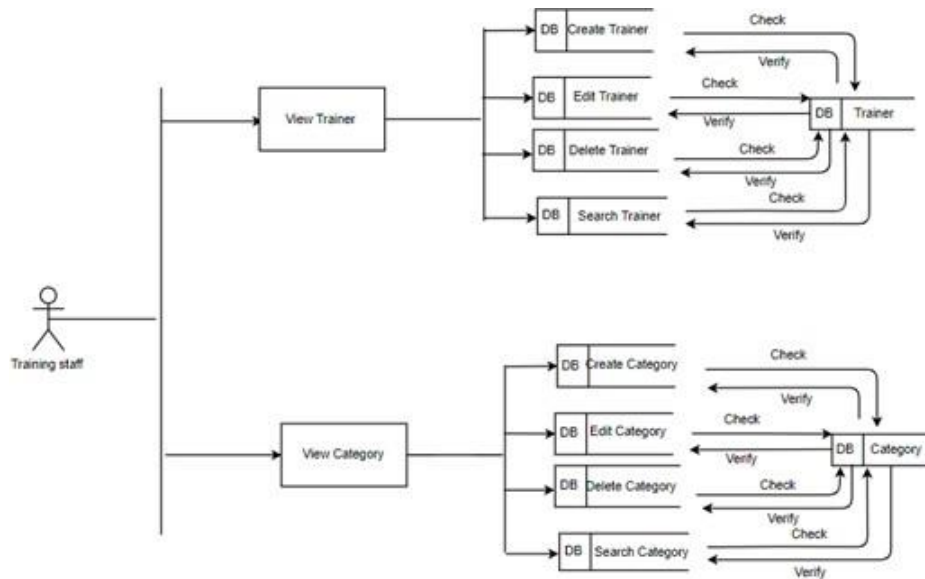 Check
DB Create Trainer
Verify
Check
DB Edit Trainer
View Trainer
DB Trainer
Verify
DB Delete Trainer
Check
Verify
Check
DB Search Trainer
Verify
Training staff
Check
DB Create Category
Verify
Check
DB Edit Category
View Category
DB Category
Verify
DB Delete Category
Check
Verify
Check
DB Search Category
Verify